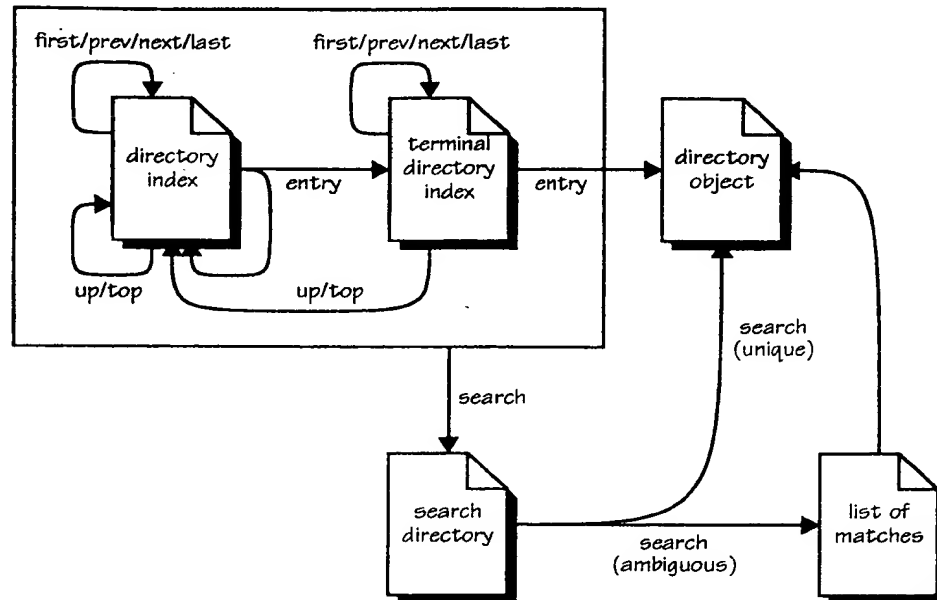 first/prev/next/last
first/prev/next/last
directory
index
terminal
directory
index
directory
object
entry
entry
up/top
up/top
search
(unique)
search
search
directory
list of
matches
search
(ambiguous)